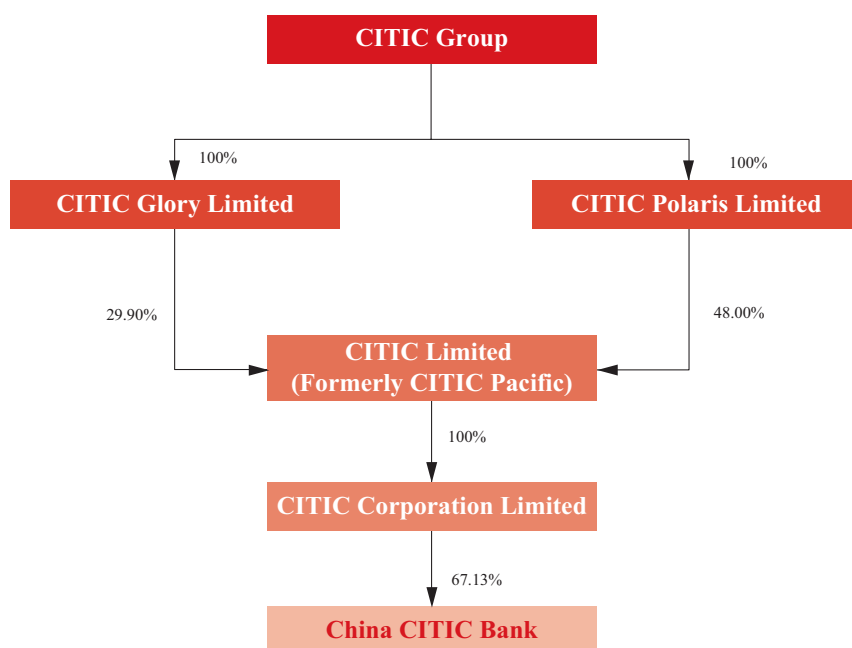 CITIC Group
100%
100%
CITIC Glory Limited
CITIC Polaris Limited
29.90%
48.00%
CITIC Limited
(Formerly CITIC Pacific)
100%
CITIC Corporation Limited
67.13%
China CITIC Bank